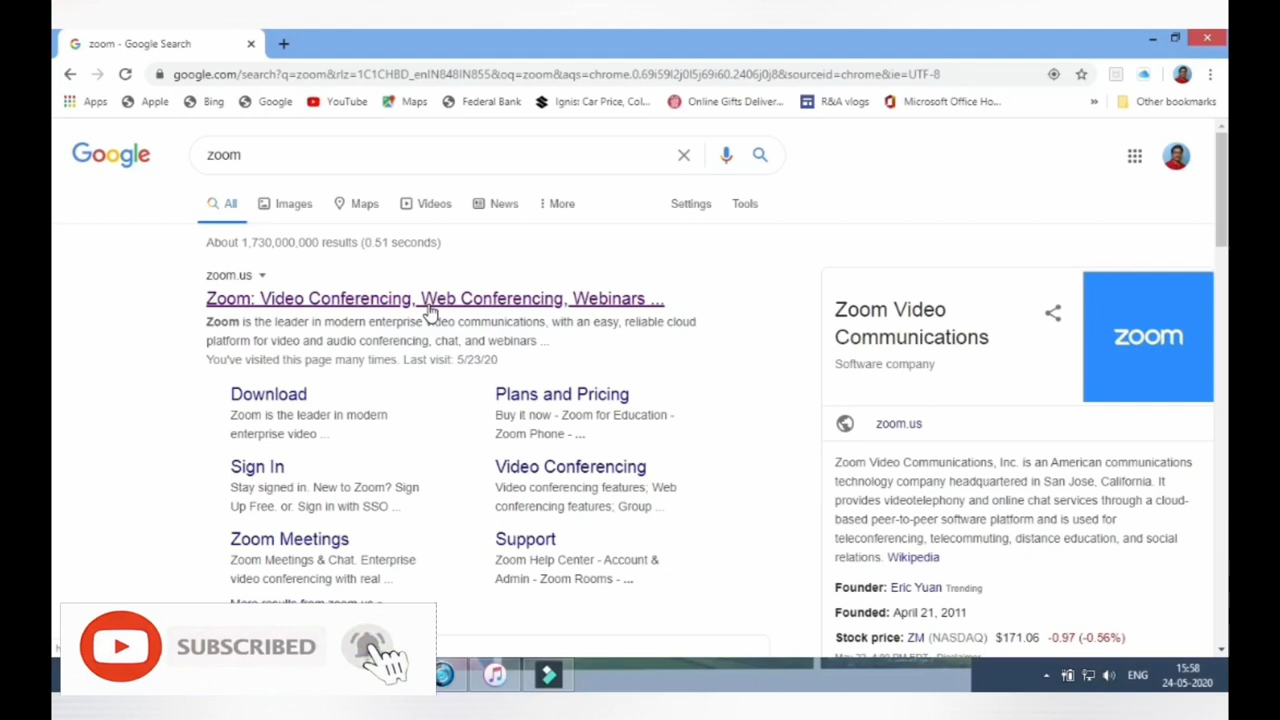 zoom - Google Search
google.com/search?q=zoom&rlz=1C1CHBD_enIN848IN855&oq=zoom&aqs=chrome.0.69i59l2j0l5j69i60.2406j0j8&sourceid=chrome&ie=UTF-8
Apps Apple Bing Google YouTube Maps Federal Bank Ignis: Car Price, Col... Online Gifts Deliver... R&A vlogs Microsoft Office Ho... » Other bookmarks
Google
zoom
All Images Maps Videos News More Settings Tools
About 1,730,000,000 results (0.51 seconds)
zoom.us
Zoom: Video Conferencing, Web Conferencing, Webinars ...
Zoom is the leader in modern enterprise video communications, with an easy, reliable cloud
platform for video and audio conferencing, chat, and webinars ...
You've visited this page many times. Last visit: 5/23/20
Download
Zoom is the leader in modern
enterprise video ...
Plans and Pricing
Buy it now - Zoom for Education -
Zoom Phone - ...
Sign In
Stay signed in. New to Zoom? Sign
Up Free. or. Sign in with SSO ...
Video Conferencing
Video conferencing features; Web
conferencing features; Group ...
Zoom Meetings
Zoom Meetings & Chat. Enterprise
video conferencing with real ...
Support
Zoom Help Center - Account &
Admin - Zoom Rooms - ...
More results from zoom.us »
Zoom Video
Communications
Software company
zoom
zoom.us
Zoom Video Communications, Inc. is an American communications
technology company headquartered in San Jose, California. It
provides videotelephony and online chat services through a cloud-
based peer-to-peer software platform and is used for
teleconferencing, telecommuting, distance education, and social
relations. Wikipedia
Founder: Eric Yuan Trending
Founded: April 21, 2011
Stock price: ZM (NASDAQ) $171.06 -0.97 (-0.56%)
May 22, 4:00 PM EDT - Disclaimer
SUBSCRIBED
ENG
15:58
24-05-2020